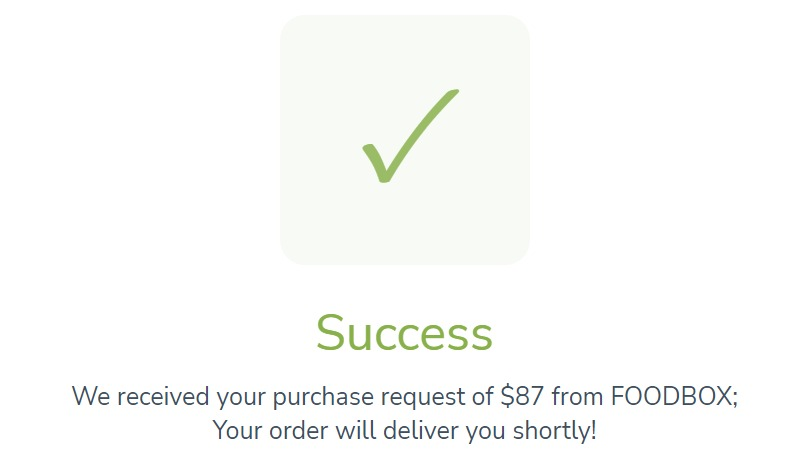 Success
We received your purchase request of $87 from FOODBOX;
Your order will deliver you shortly!